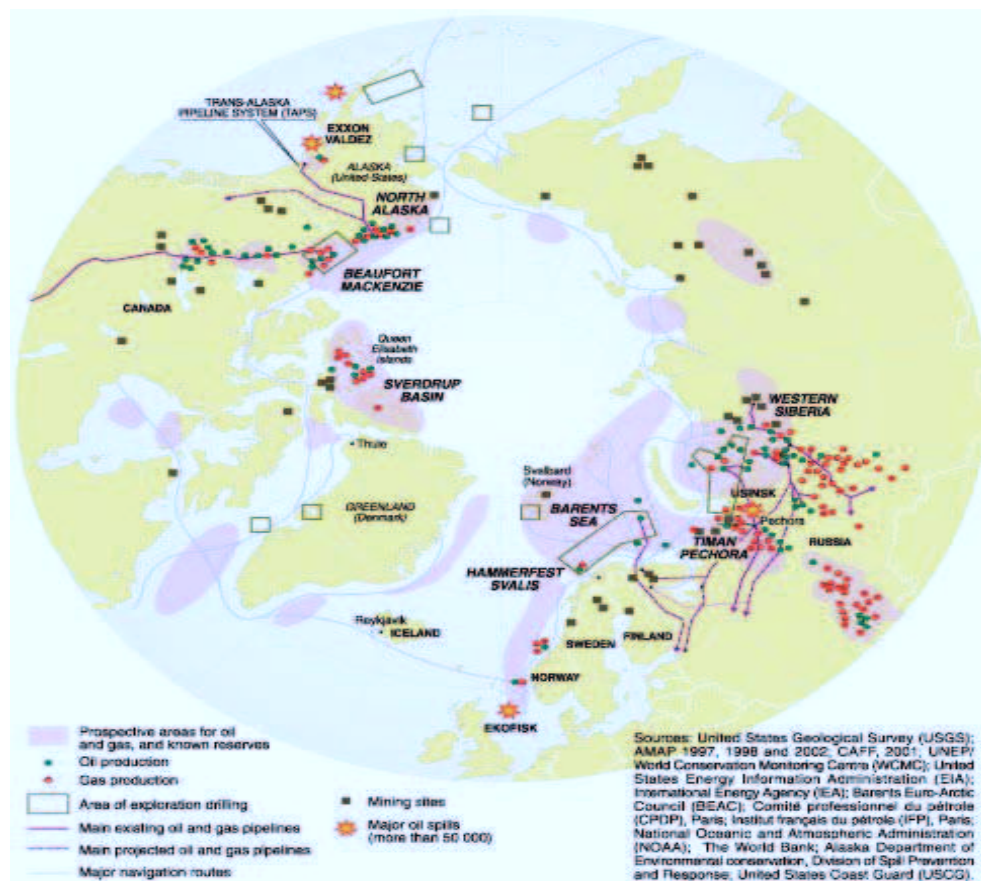 TRANS-ALASKA
PIPELINE SYSTEM (TAPS)
EXXON
VALDEZ
ALASKA
(United States)
NORTH
ALASKA
BEAUFORT
MACKENZIE
CANADA
Queen
Elisabeth
Islands
SVERDRUP
BASIN
WESTERN
SIBERIA
Thule
Svalbard
(Norway)
GREENLAND
(Denmark)
BARENTS
SEA
USINSK
Pechora
TIMAN
PECHORA
RUSSIA
HAMMERFEST
SVALIS
Reykjavik
ICELAND
SWEDEN
FINLAND
NORWAY
EKOFISK
Prospective areas for oil
and gas, and known reserves
Oil production
Gas production
Area of exploration drilling
Main existing oil and gas pipelines
Main projected oil and gas pipelines
Major navigation routes
Mining sites
Major oil spills
(more than 50 000)
Sources: United States Geological Survey (USGS);
AMAP 1997, 1998 and 2002; CAFF, 2001; UNEP/
World Conservation Monitoring Centre (WCMC); United
States Energy Information Administration (EIA);
International Energy Agency (IEA); Barents Euro-Arctic
Council (BEAC); Comité professionnel du pétrole
(CPDP), Paris; Institut français du pétrole (IFP), Paris;
National Oceanic and Atmospheric Administration
(NOAA); The World Bank; Alaska Department of
Environmental conservation, Division of Spill Prevention
and Response; United States Coast Guard (USCG).